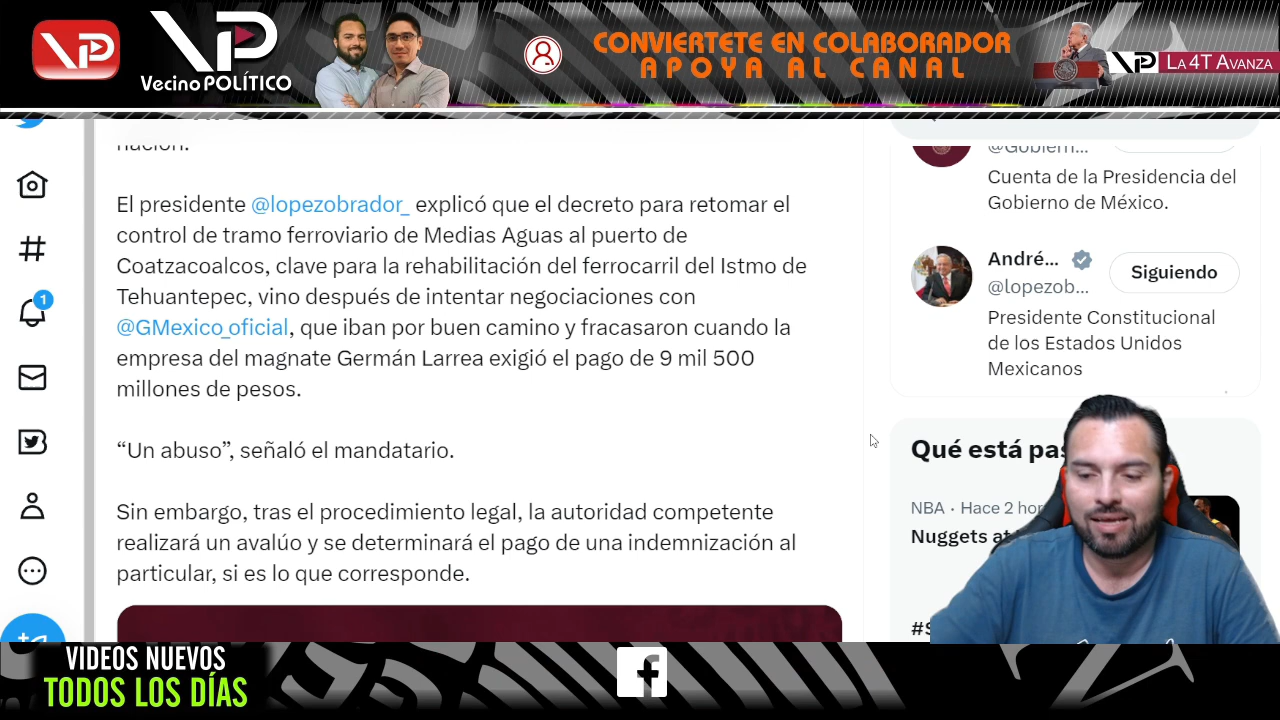 VP
VP
Vecino POLÍTICO
CONVIERTETE EN COLABORADOR
APOYA AL CANAL
VP LA 4T AVANZA
nación.
El presidente @lopezobrador_ explicó que el decreto para retomar el
control de tramo ferroviario de Medias Aguas al puerto de
Coatzacoalcos, clave para la rehabilitación del ferrocarril del Istmo de
Tehuantepec, vino después de intentar negociaciones con
@GMexico_oficial, que iban por buen camino y fracasaron cuando la
empresa del magnate Germán Larrea exigió el pago de 9 mil 500
millones de pesos.
“Un abuso”, señaló el mandatario.
Sin embargo, tras el procedimiento legal, la autoridad competente
realizará un avalúo y se determinará el pago de una indemnización al
particular, si es lo que corresponde.
1
@Gobiern...
Cuenta de la Presidencia del
Gobierno de México.
André...
Siguiendo
@lopezob...
Presidente Constitucional
de los Estados Unidos
Mexicanos
Qué está pas
NBA · Hace 2 hor
Nuggets at
#S
VIDEOS NUEVOS
TODOS LOS DÍAS